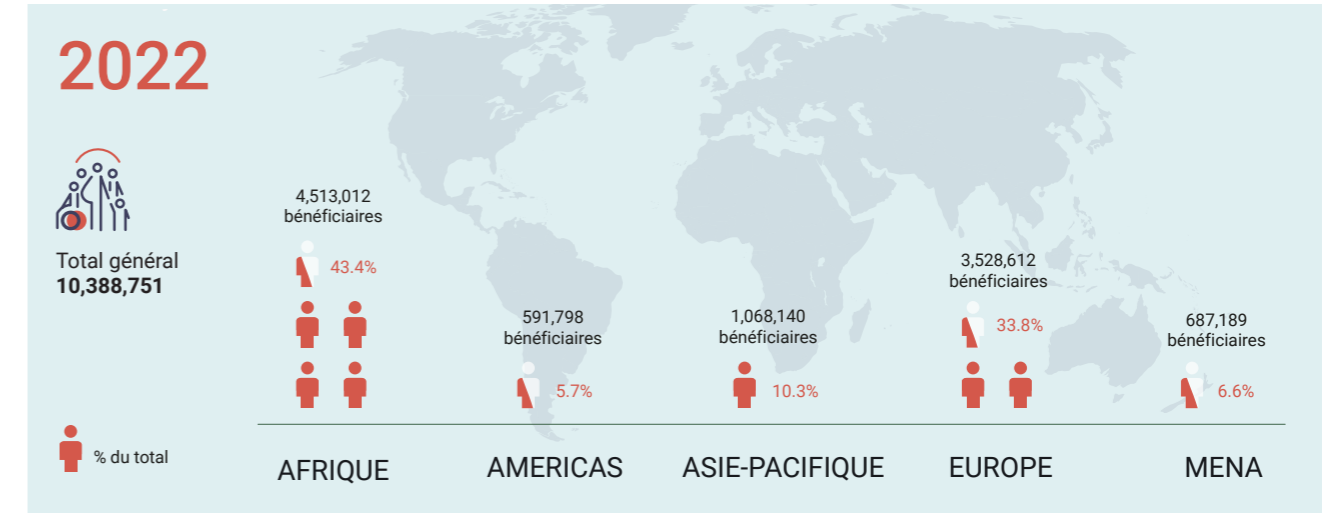 2022
Total général
10,388,751
% du total
4,513,012
bénéficiaires
43.4%
AFRIQUE
591,798
bénéficiaires
5.7%
AMERICAS
1,068,140
bénéficiaires
10.3%
ASIE-PACIFIQUE
3,528,612
bénéficiaires
33.8%
EUROPE
687,189
bénéficiaires
6.6%
MENA